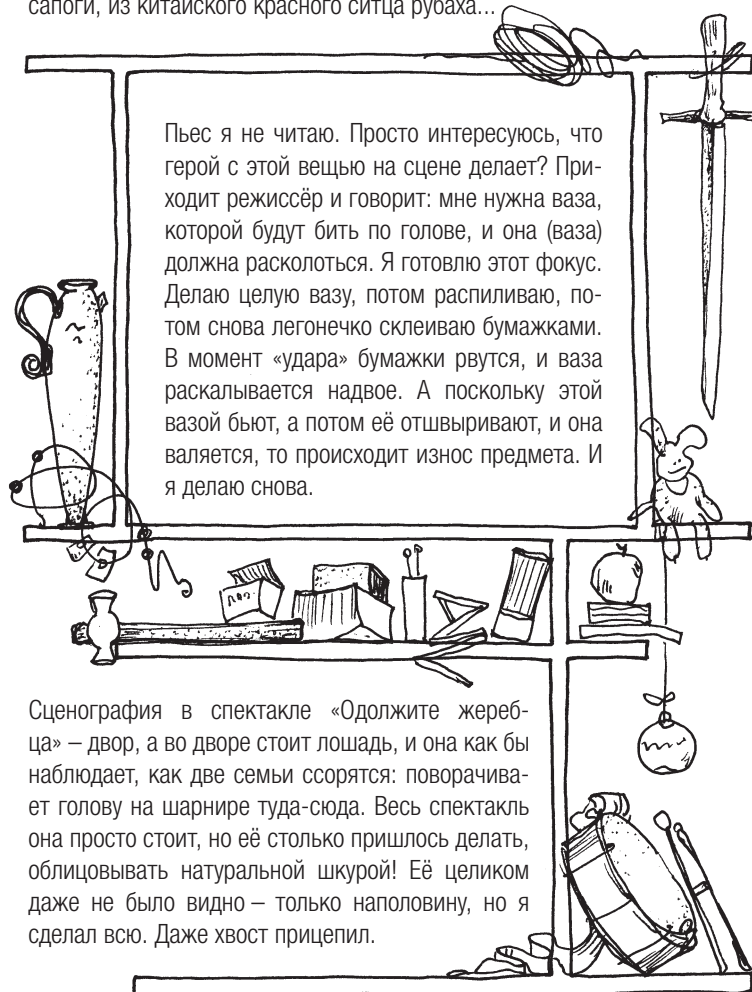 сапоги, из китайского красного ситца рубаха...
Пьес я не читаю. Просто интересуюсь, что
герой с этой вещью на сцене делает? При-
ходит режиссёр и говорит: мне нужна ваза,
которой будут бить по голове, и она (ваза)
должна расколоться. Я готовлю этот фокус.
Делаю целую вазу, потом распиливаю, по-
том снова легонечко склеиваю бумажками.
В момент «удара» бумажки рвутся, и ваза
раскалывается надвое. А поскольку этой
вазой бьют, а потом её отшвыривают, и она
валяется, то происходит износ предмета. И
я делаю снова.
Сценография в спектакле «Одолжите жереб-
ца» – двор, а во дворе стоит лошадь, и она как бы
наблюдает, как две семьи ссорятся: поворачива-
ет голову на шарнире туда-сюда. Весь спектакль
она просто стоит, но её столько пришлось делать,
облицовывать натуральной шкурой! Её целиком
даже не было видно – только наполовину, но я
сделал всю. Даже хвост прицепил.